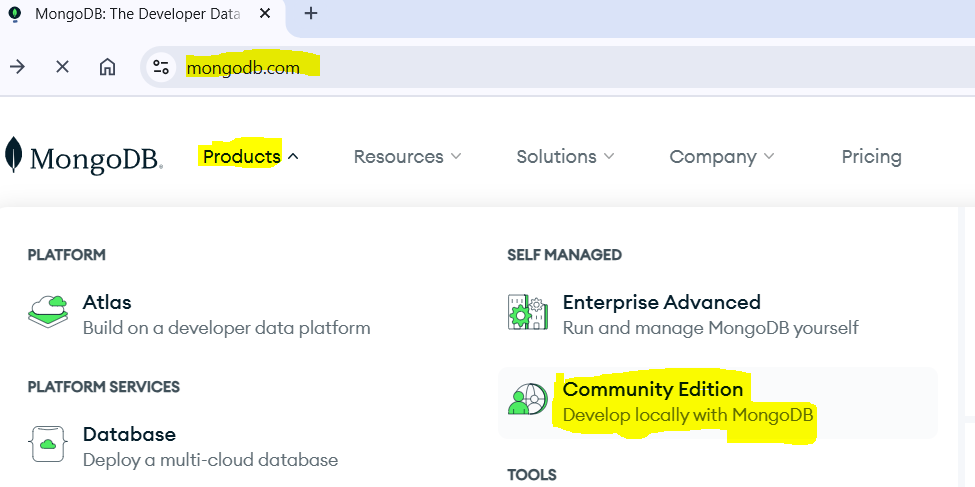 MongoDB: The Developer Data
mongodb.com
MongoDB®
Products
Resources
Solutions
Company
Pricing
PLATFORM
Atlas
Build on a developer data platform
PLATFORM SERVICES
Database
Deploy a multi-cloud database
SELF MANAGED
Enterprise Advanced
Run and manage MongoDB yourself
Community Edition
Develop locally with MongoDB
TOOLS